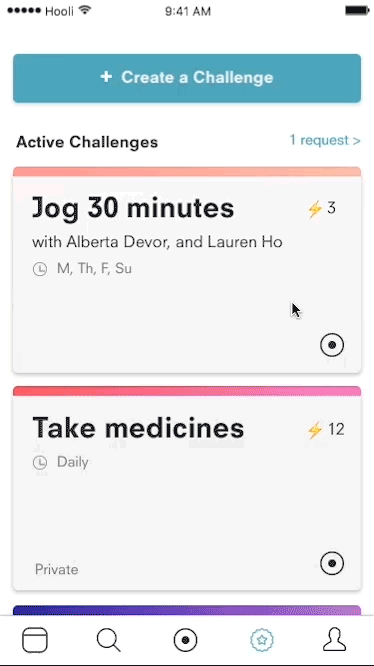 Hooli 9:41 AM
+ Create a Challenge
Active Challenges 1 request >
Jog 30 minutes ⚡ 3
with Alberta Devor, and Lauren Ho
M, Th, F, Su
Take medicines ⚡ 12
Daily
Private